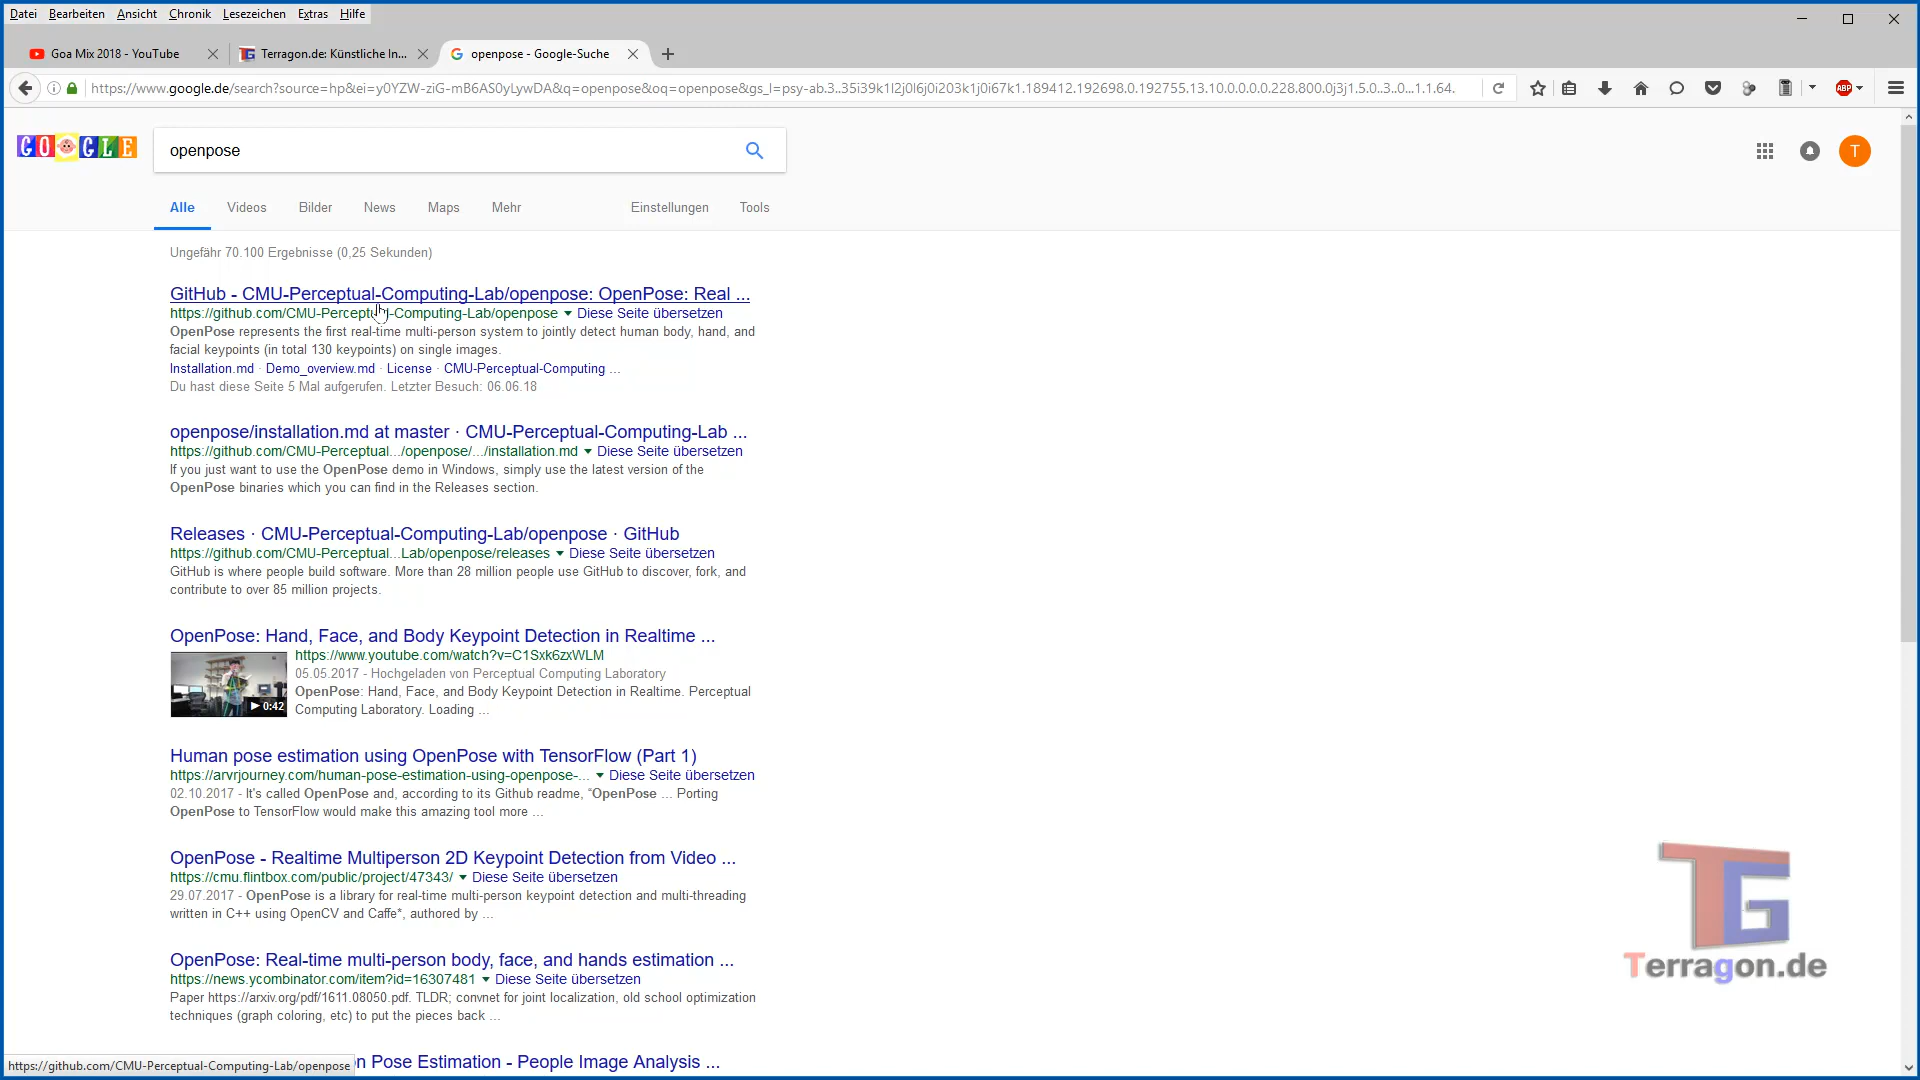 Datei Bearbeiten Ansicht Chronik Lesezeichen Extras Hilfe
Goa Mix 2018 - YouTube
Terragon.de: Künstliche In...
openpose - Google-Suche
https://www.google.de/search?source=hp&ei=y0YZW-ziG-mB6AS0yLywDA&q=openpose&oq=openpose&gs_l=psy-ab.3..35i39k1l2j0l6j0i203k1j0i67k1.189412.192698.0.192755.13.10.0.0.0.0.228.800.0j3j1.5.0..3..0...1.1.64.
ABP
GOOGLE
openpose
T
Alle Videos Bilder News Maps Mehr Einstellungen Tools
Ungefähr 70.100 Ergebnisse (0,25 Sekunden)
GitHub - CMU-Perceptual-Computing-Lab/openpose: OpenPose: Real ...
https://github.com/CMU-Perceptual-Computing-Lab/openpose Diese Seite übersetzen
OpenPose represents the first real-time multi-person system to jointly detect human body, hand, and
facial keypoints (in total 130 keypoints) on single images.
Installation.md · Demo_overview.md · License · CMU-Perceptual-Computing ...
Du hast diese Seite 5 Mal aufgerufen. Letzter Besuch: 06.06.18
openpose/installation.md at master · CMU-Perceptual-Computing-Lab ...
https://github.com/CMU-Perceptual.../openpose/.../installation.md Diese Seite übersetzen
If you just want to use the OpenPose demo in Windows, simply use the latest version of the
OpenPose binaries which you can find in the Releases section.
Releases · CMU-Perceptual-Computing-Lab/openpose · GitHub
https://github.com/CMU-Perceptual...Lab/openpose/releases Diese Seite übersetzen
GitHub is where people build software. More than 28 million people use GitHub to discover, fork, and
contribute to over 85 million projects.
OpenPose: Hand, Face, and Body Keypoint Detection in Realtime ...
https://www.youtube.com/watch?v=C1Sxk6zxWLM
05.05.2017 - Hochgeladen von Perceptual Computing Laboratory
OpenPose: Hand, Face, and Body Keypoint Detection in Realtime. Perceptual
Computing Laboratory. Loading ...
0:42
Human pose estimation using OpenPose with TensorFlow (Part 1)
https://arvrjourney.com/human-pose-estimation-using-openpose-... Diese Seite übersetzen
02.10.2017 - It's called OpenPose and, according to its Github readme, “OpenPose ... Porting
OpenPose to TensorFlow would make this amazing tool more ...
OpenPose - Realtime Multiperson 2D Keypoint Detection from Video ...
https://cmu.flintbox.com/public/project/47343/ Diese Seite übersetzen
29.07.2017 - OpenPose is a library for real-time multi-person keypoint detection and multi-threading
written in C++ using OpenCV and Caffe*, authored by ...
OpenPose: Real-time multi-person body, face, and hands estimation ...
https://news.ycombinator.com/item?id=16307481 Diese Seite übersetzen
Paper https://arxiv.org/pdf/1611.08050.pdf. TLDR; convnet for joint localization, old school optimization
techniques (graph coloring, etc) to put the pieces back ...
n Pose Estimation - People Image Analysis ...
https://github.com/CMU-Perceptual-Computing-Lab/openpose
TG
Terragon.de